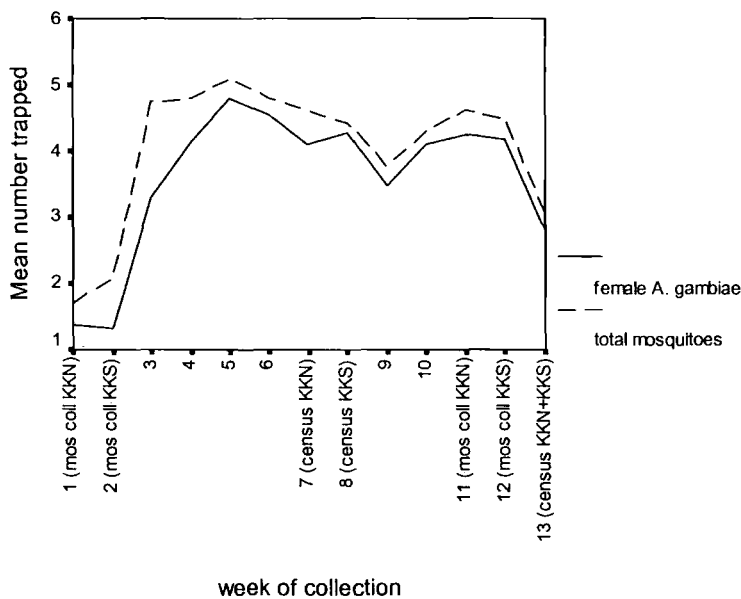 Mean number trapped
6
5
4
3
2
1
1 (mos coll KKN)
2 (mos coll KKS)
3
4
5
6
7 (census KKN)
8 (census KKS)
9
10
11 (mos coll KKN)
12 (mos coll KKS)
13 (census KKN+KKS)
week of collection
female A. gambiae
total mosquitoes